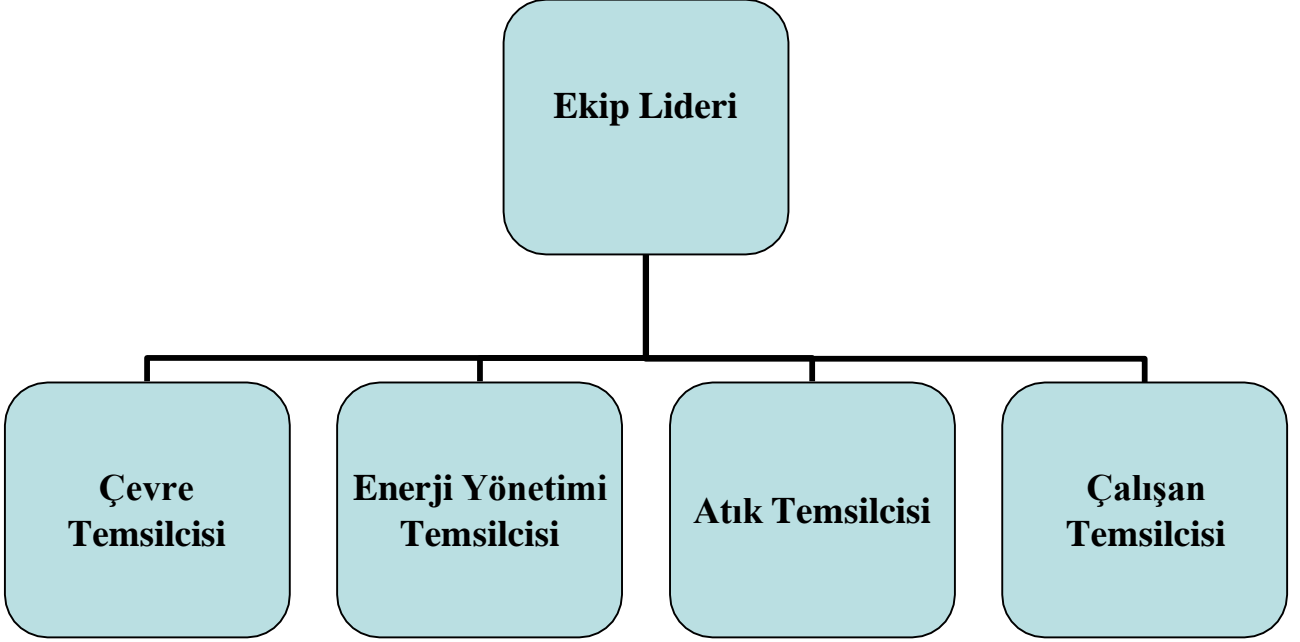 Ekip Lideri
Çevre
Temsilcisi
Enerji Yönetimi
Temsilcisi
Atık Temsilcisi
Çalışan
Temsilcisi